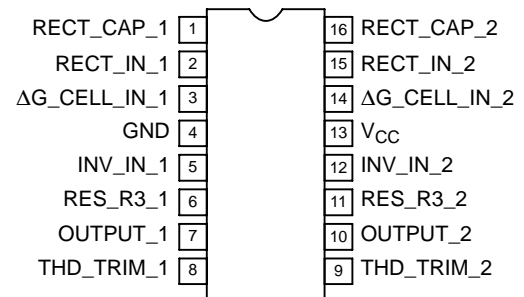 RECT_CAP_1 1 16 RECT_CAP_2
RECT_IN_1 2 15 RECT_IN_2
ΔG_CELL_IN_1 3 14 ΔG_CELL_IN_2
GND 4 13 VCC
INV_IN_1 5 12 INV_IN_2
RES_R3_1 6 11 RES_R3_2
OUTPUT_1 7 10 OUTPUT_2
THD_TRIM_1 8 9 THD_TRIM_2